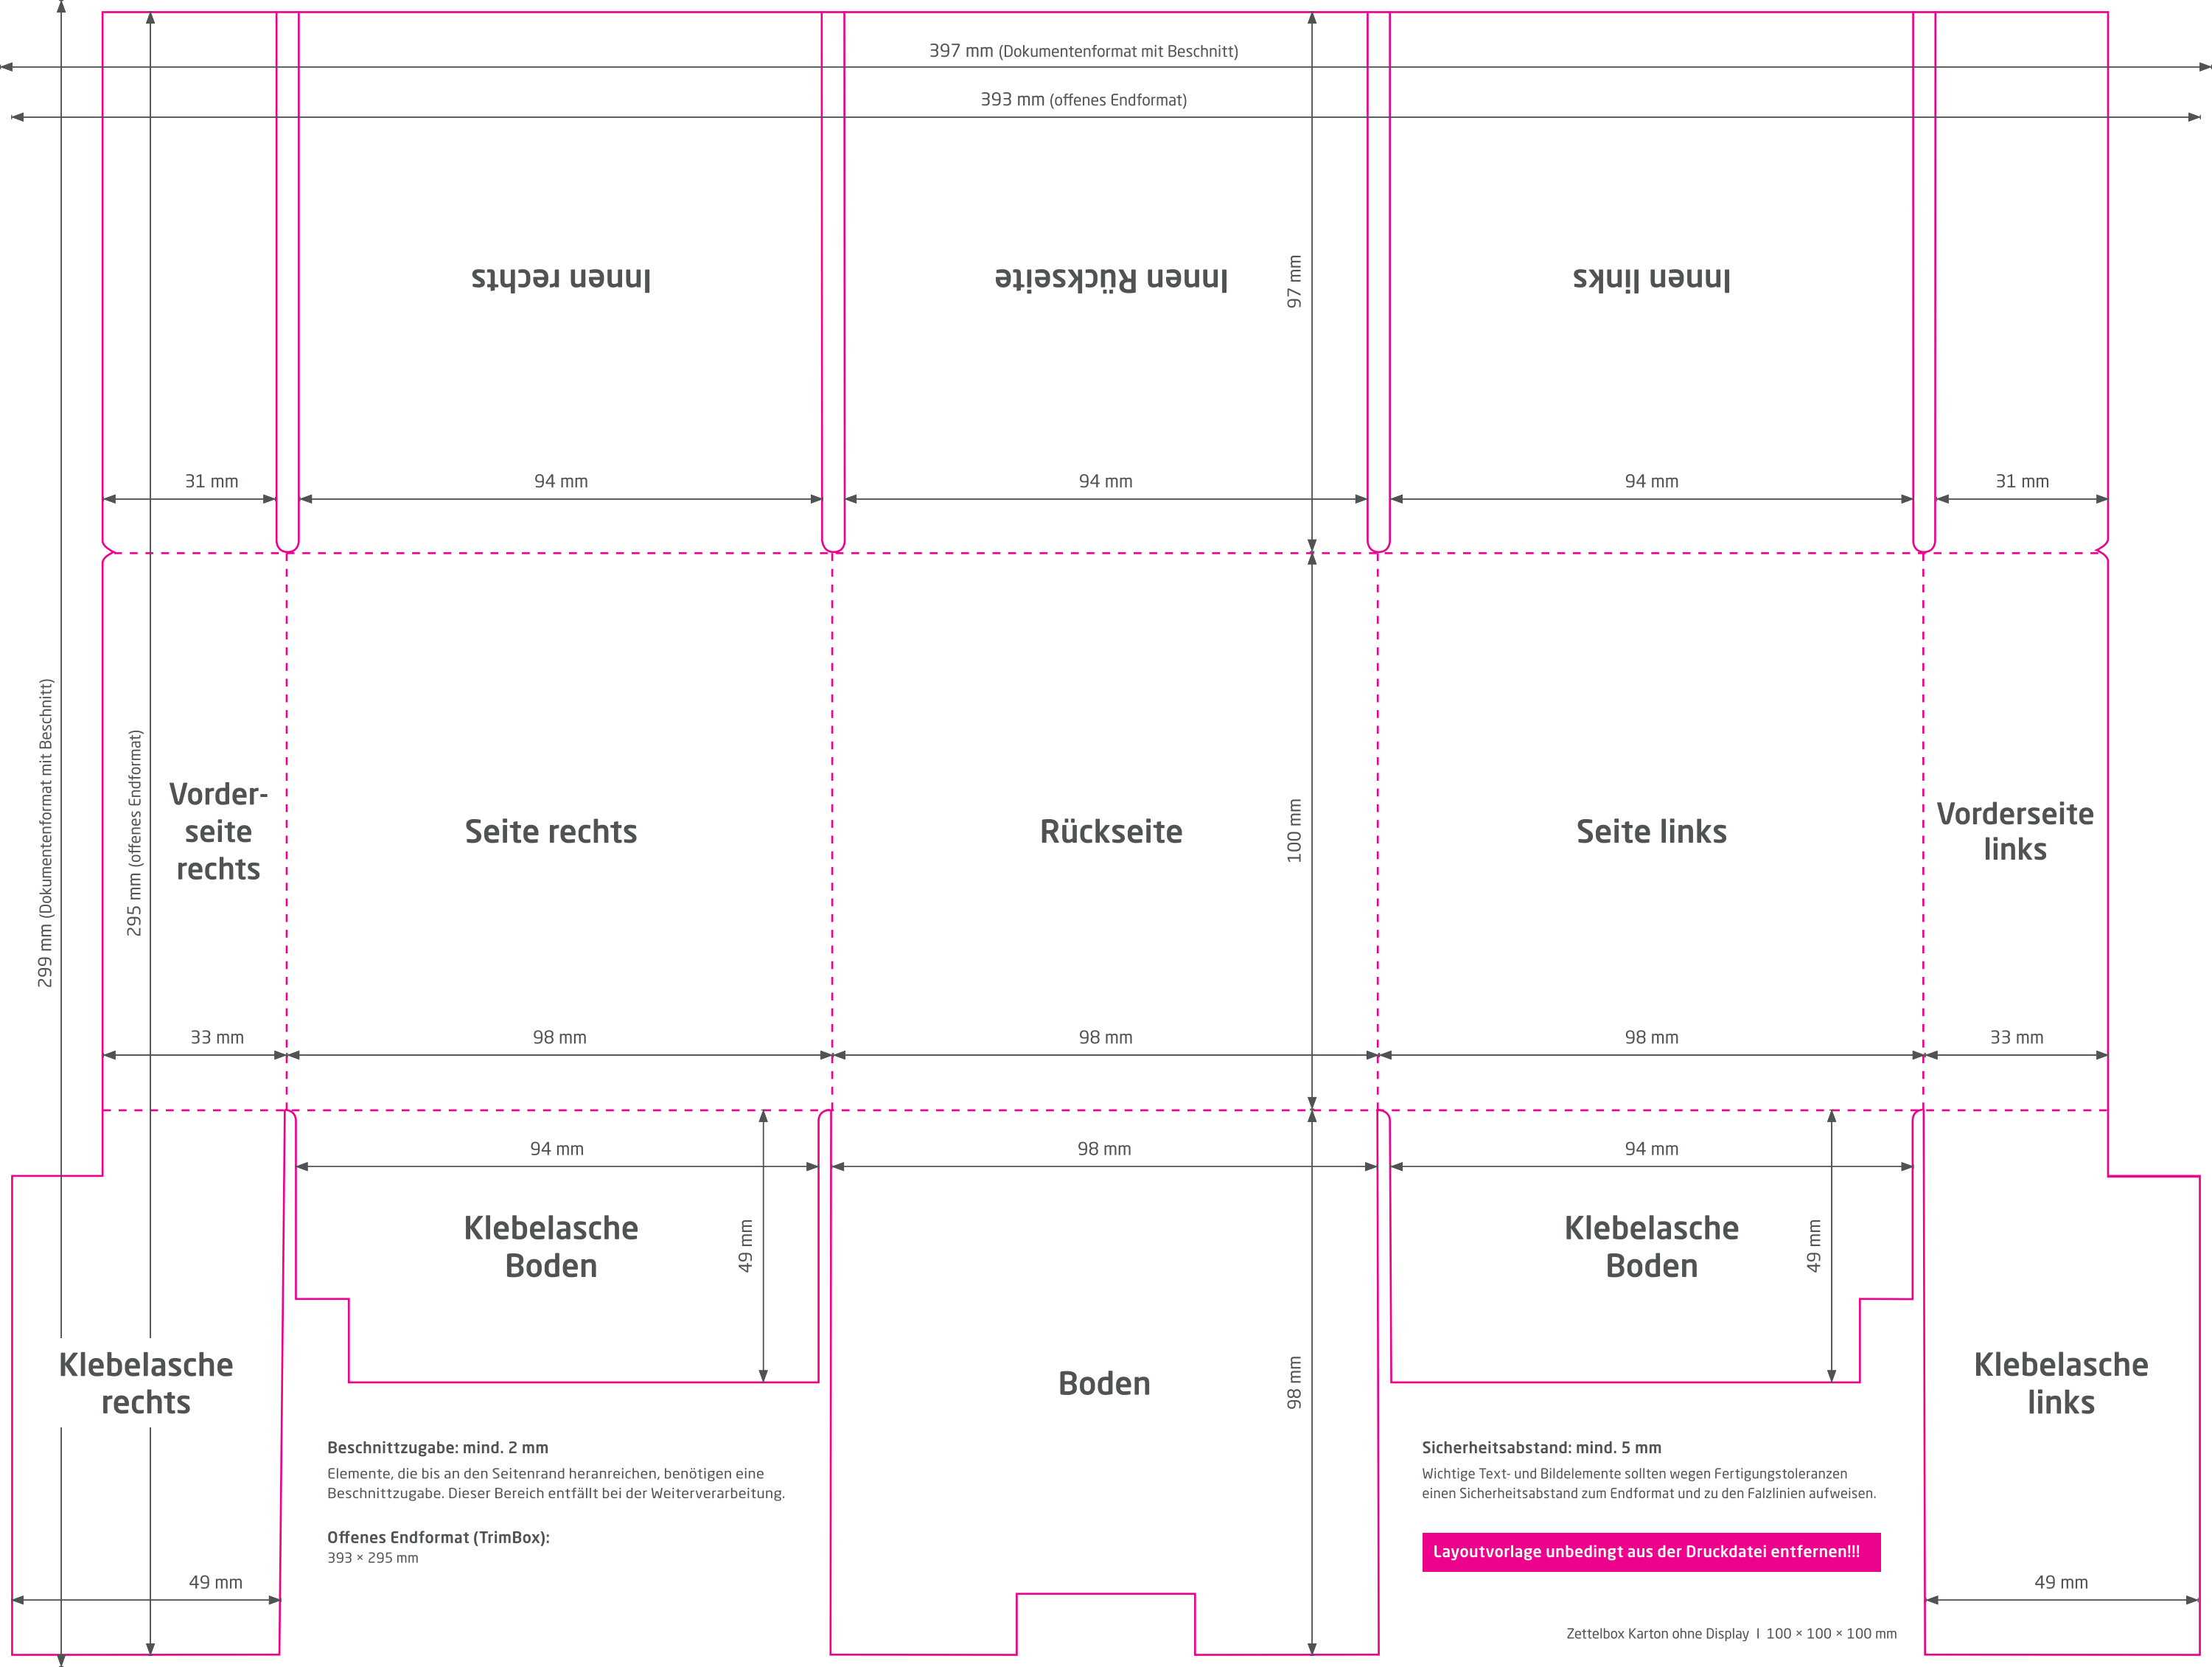 397 mm (Dokumentenformat mit Beschnitt)
393 mm (offenes Endformat)
Innen rechts
Innen Rückseite
Innen links
97 mm
31 mm
94 mm
94 mm
94 mm
31 mm
299 mm (Dokumentenformat mit Beschnitt)
295 mm (offenes Endformat)
Vorder-
seite
rechts
Seite rechts
Rückseite
100 mm
Seite links
Vorderseite
links
33 mm
98 mm
98 mm
98 mm
33 mm
94 mm
98 mm
94 mm
Klebelasche
Boden
49 mm
Klebelasche
Boden
49 mm
Klebelasche
rechts
Boden
98 mm
Klebelasche
links
Beschnittzugabe: mind. 2 mm
Elemente, die bis an den Seitenrand heranreichen, benötigen eine
Beschnittzugabe. Dieser Bereich entfällt bei der Weiterverarbeitung.
Offenes Endformat (TrimBox):
393 × 295 mm
Sicherheitsabstand: mind. 5 mm
Wichtige Text- und Bildelemente sollten wegen Fertigungstoleranzen
einen Sicherheitsabstand zum Endformat und zu den Falzlinien aufweisen.
Layoutvorlage unbedingt aus der Druckdatei entfernen!!!
49 mm
49 mm
Zettelbox Karton ohne Display | 100 × 100 × 100 mm